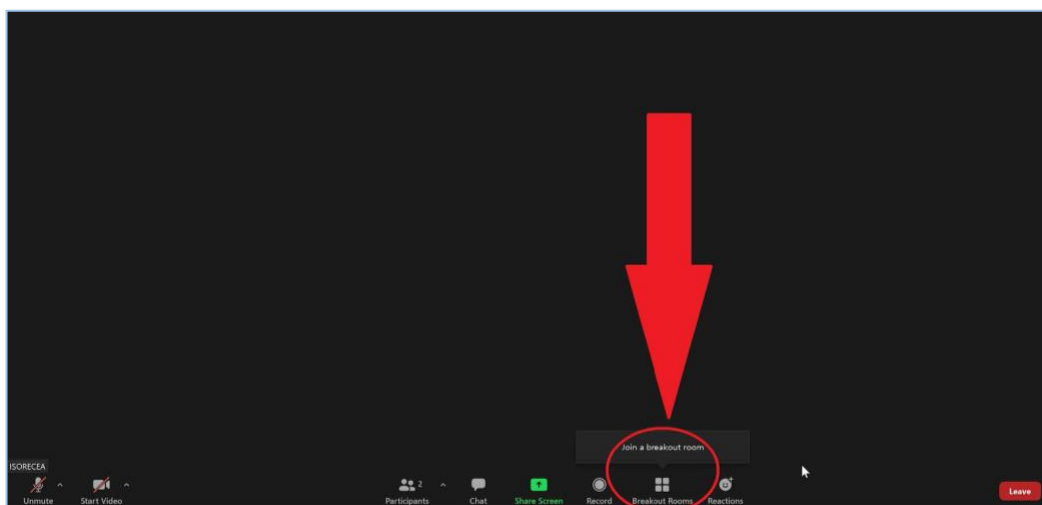 Join a breakout room
ISORECEA
Unmute Start Video Participants 2 Chat Share Screen Record Breakout Rooms Reactions Leave